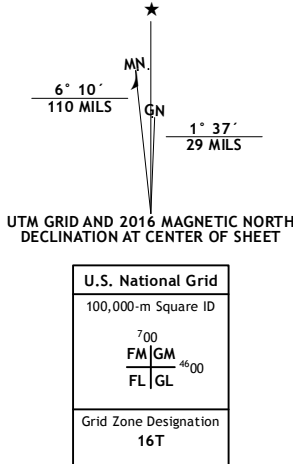 MN
GN
6° 10´
110 MILS
1° 37´
29 MILS
UTM GRID AND 2016 MAGNETIC NORTH
DECLINATION AT CENTER OF SHEET
U.S. National Grid
100,000-m Square ID
⁷00
FM GM
⁴⁶00
FL GL
Grid Zone Designation
16T